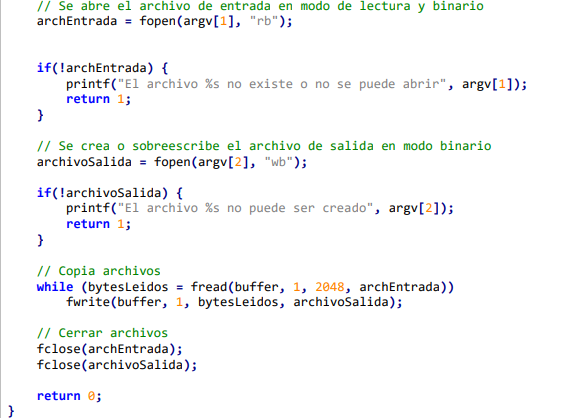 // Se abre el archivo de entrada en modo de lectura y binario
archEntrada = fopen(argv[1], "rb");
if(!archEntrada) {
printf("El archivo %s no existe o no se puede abrir", argv[1]);
return 1;
}
// Se crea o sobreescribe el archivo de salida en modo binario
archivoSalida = fopen(argv[2], "wb");
if(!archivoSalida) {
printf("El archivo %s no puede ser creado", argv[2]);
return 1;
}
// Copia archivos
while (bytesLeidos = fread(buffer, 1, 2048, archEntrada))
fwrite(buffer, 1, bytesLeidos, archivoSalida);
// Cerrar archivos
fclose(archEntrada);
fclose(archivoSalida);
return 0;
}